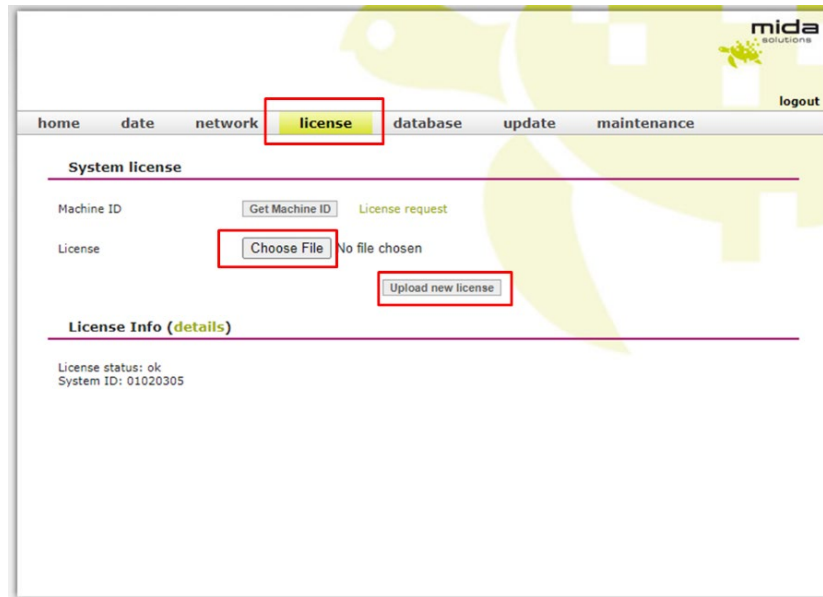 mida
solutions
logout
home date network license database update maintenance
System license
Machine ID Get Machine ID License request
License Choose File No file chosen
Upload new license
License Info (details)
License status: ok
System ID: 01020305